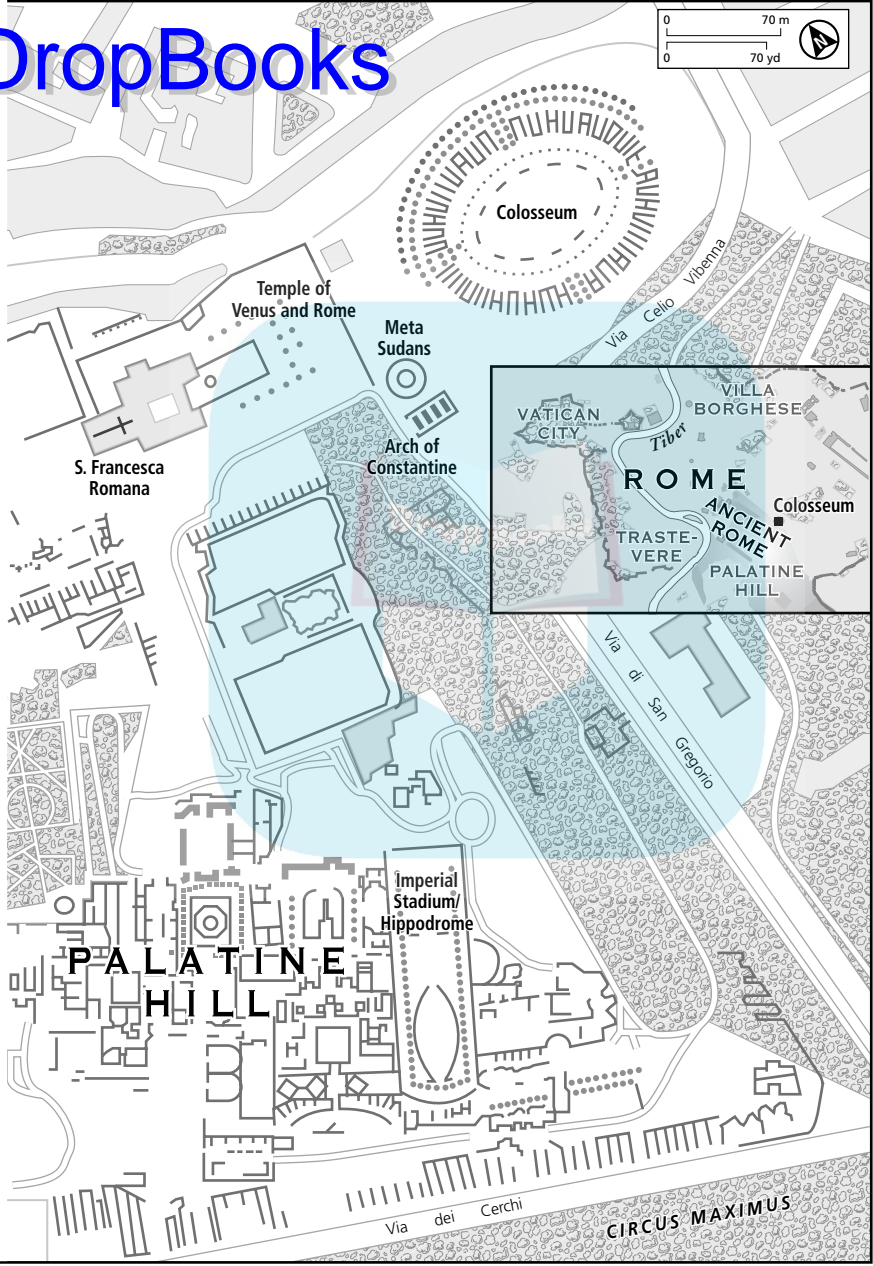 DropBooks
0 70 m
0 70 yd
N
Colosseum
Via Celio Vibenna
Temple of
Venus and Rome
Meta
Sudans
Arch of
Constantine
S. Francesca
Romana
VATICAN
CITY
VILLA
BORGHESE
Tiber
ROME
Colosseum
ANCIENT
ROME
TRASTE-
VERE
PALATINE
HILL
Via di San Gregorio
Imperial
Stadium/
Hippodrome
PALATINE
HILL
Via dei Cerchi
CIRCUS MAXIMUS